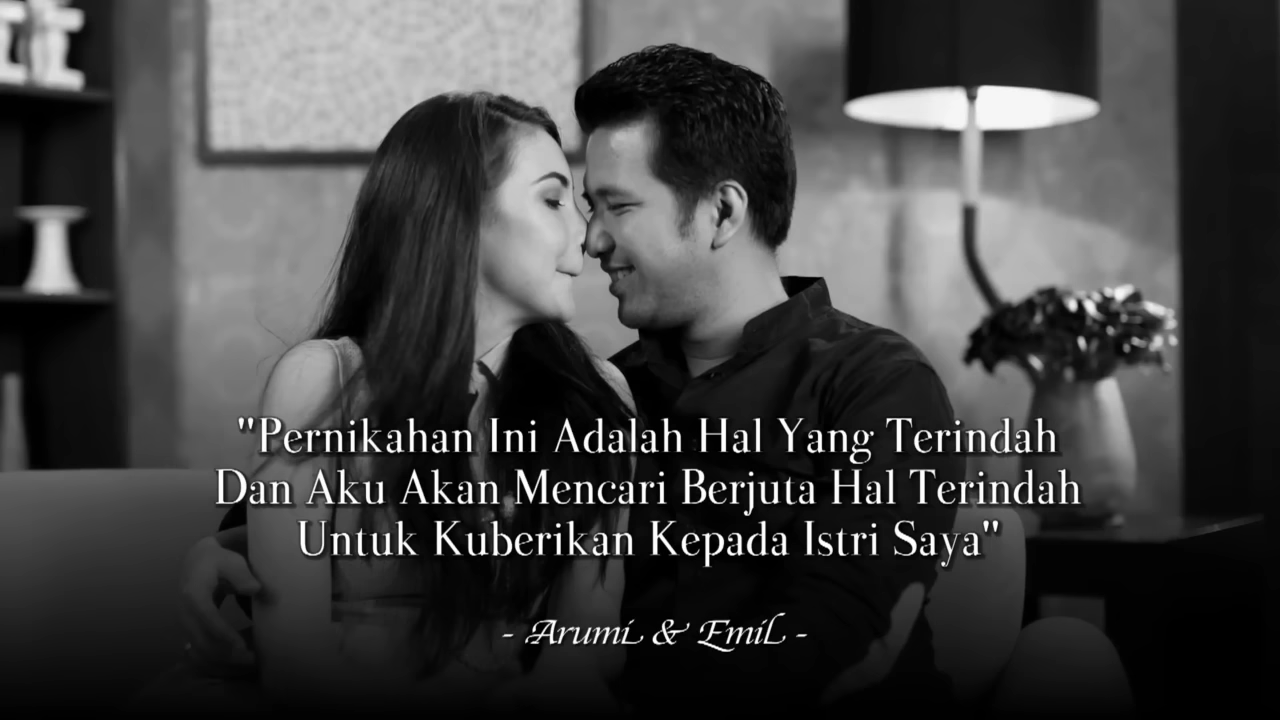 "Pernikahan Ini Adalah Hal Yang Terindah
Dan Aku Akan Mencari Berjuta Hal Terindah
Untuk Kuberikan Kepada Istri Saya"
- Arumi & Emil -